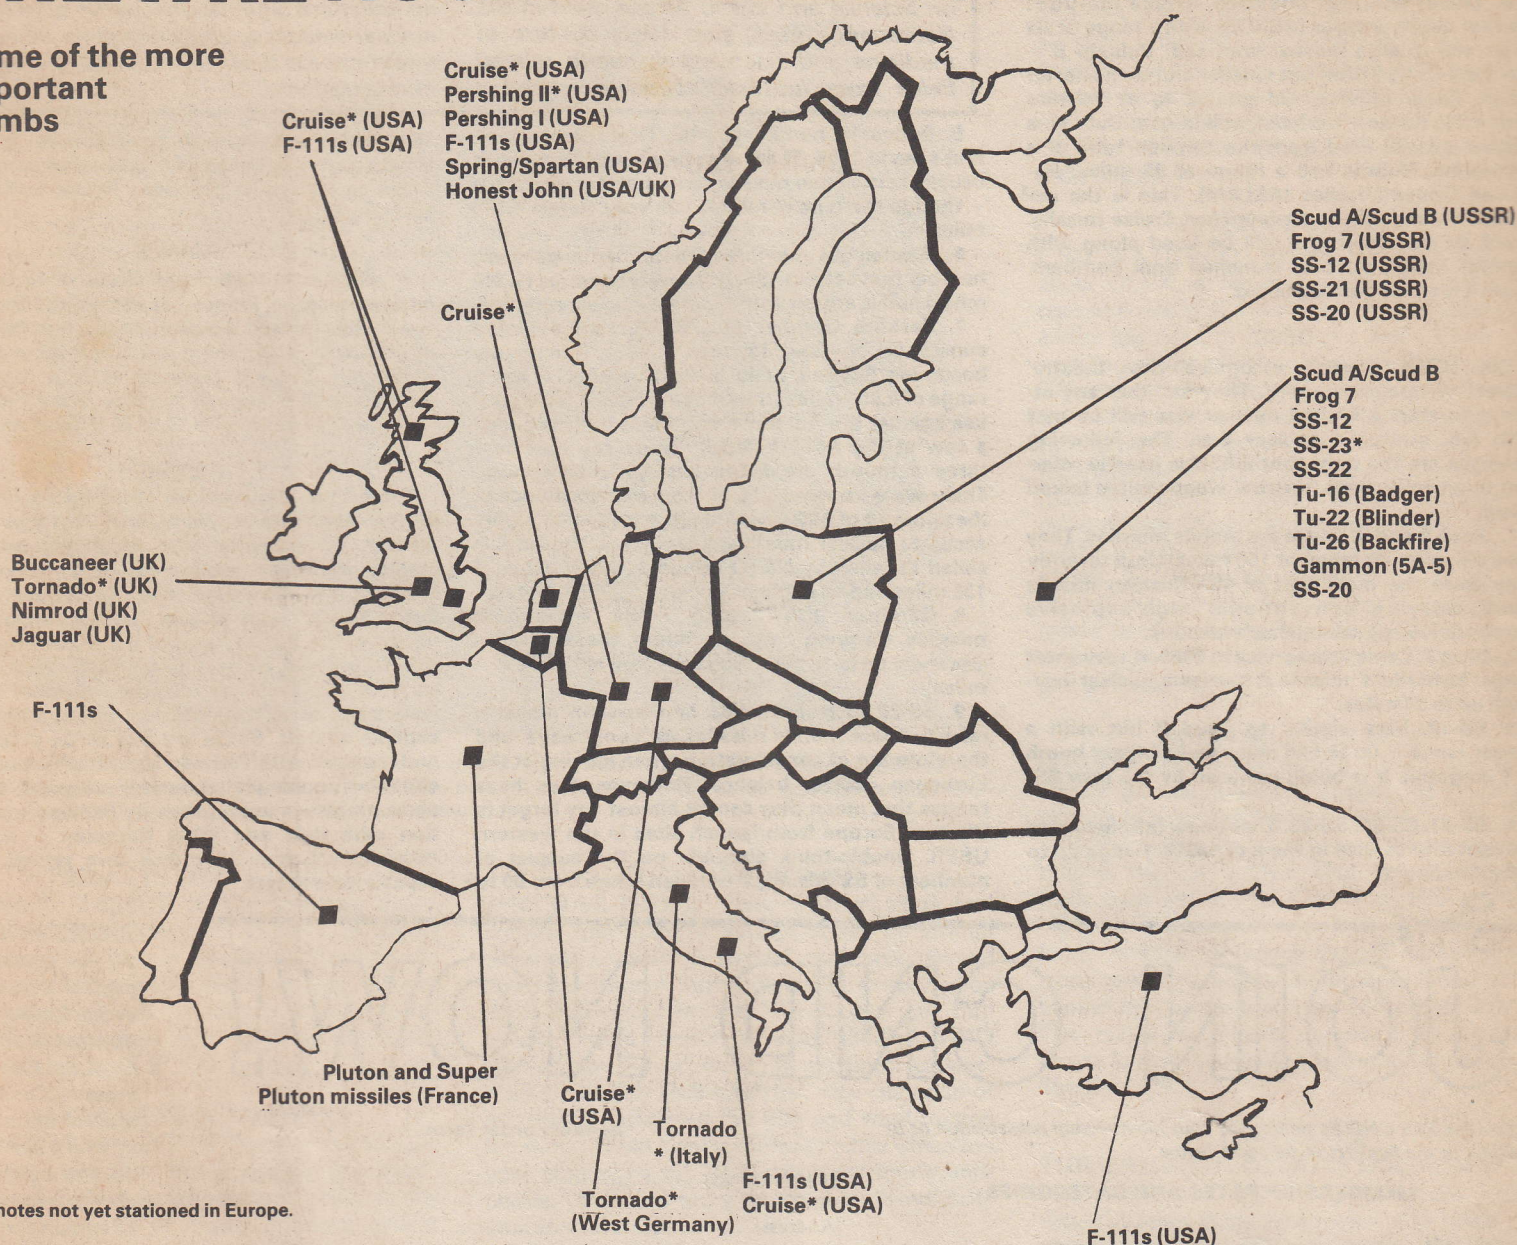 me of the more
portant
mbs
Cruise* (USA)
F-111s (USA)
Cruise* (USA)
Pershing II* (USA)
Pershing I (USA)
F-111s (USA)
Spring/Spartan (USA)
Honest John (USA/UK)
Cruise*
Scud A/Scud B (USSR)
Frog 7 (USSR)
SS-12 (USSR)
SS-21 (USSR)
SS-20 (USSR)
Scud A/Scud B
Frog 7
SS-12
SS-23*
SS-22
Tu-16 (Badger)
Tu-22 (Blinder)
Tu-26 (Backfire)
Gammon (5A-5)
SS-20
Buccaneer (UK)
Tornado* (UK)
Nimrod (UK)
Jaguar (UK)
F-111s
Pluton and Super
Pluton missiles (France)
Cruise*
(USA)
Tornado
* (Italy)
Tornado*
(West Germany)
F-111s (USA)
Cruise* (USA)
F-111s (USA)
notes not yet stationed in Europe.